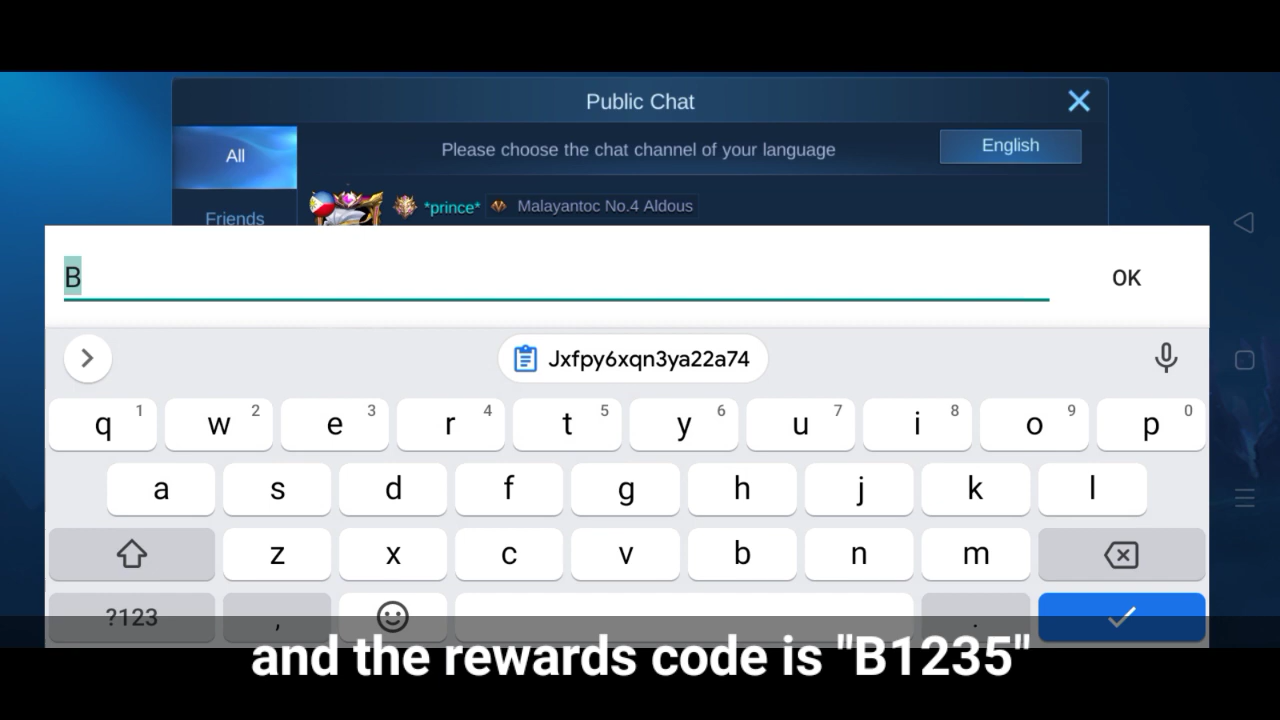 Public Chat
All
Please choose the chat channel of your language
English
Friends
*prince* Malayantoc No.4 Aldous
B
OK
Jxfpy6xqn3ya22a74
q 1 w 2 e 3 r 4 t 5 y 6 u 7 i 8 o 9 p 0
a s d f g h j k l
z x c v b n m
?123 , .
and the rewards code is "B1235"